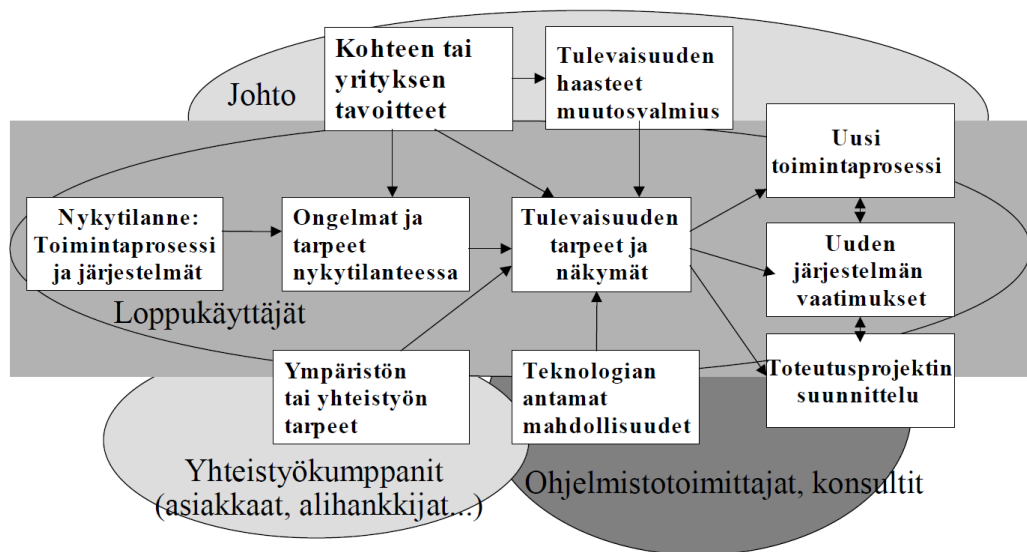 Johto
Kohteen tai
yrityksen
tavoitteet
Tulevaisuuden
haasteet
muutosvalmius
Uusi
toimintaprosessi
Nykytilanne:
Toimintaprosessi
ja järjestelmät
Ongelmat ja
tarpeet
nykytilanteessa
Tulevaisuuden
tarpeet ja
näkymät
Uuden
järjestelmän
vaatimukset
Loppukäyttäjät
Ympäristön
tai yhteistyön
tarpeet
Teknologian
antamat
mahdollisuudet
Toteutusprojektin
suunnittelu
Yhteistyökumppanit
(asiakkaat, alihankkijat...)
Ohjelmistotoimittajat, konsultit